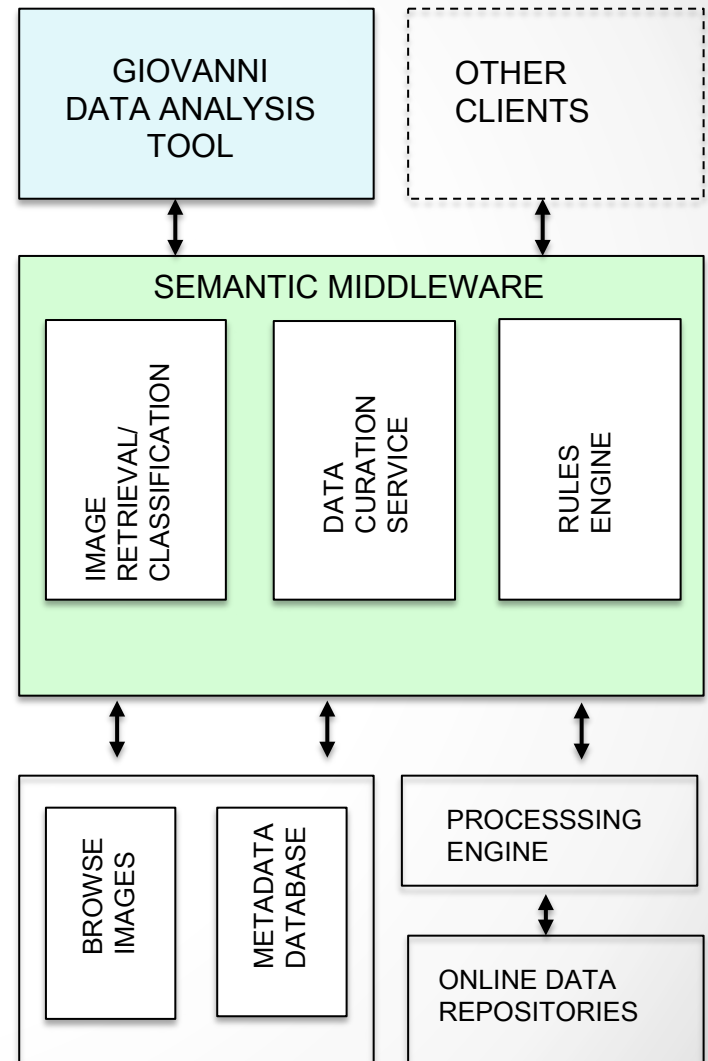 GIOVANNI
DATA ANALYSIS
TOOL
OTHER
CLIENTS
SEMANTIC MIDDLEWARE
IMAGE
RETRIEVAL/
CLASSIFICATION
DATA
CURATION
SERVICE
RULES
ENGINE
BROWSE
IMAGES
METADATA
DATABASE
PROCESSSING
ENGINE
ONLINE DATA
REPOSITORIES